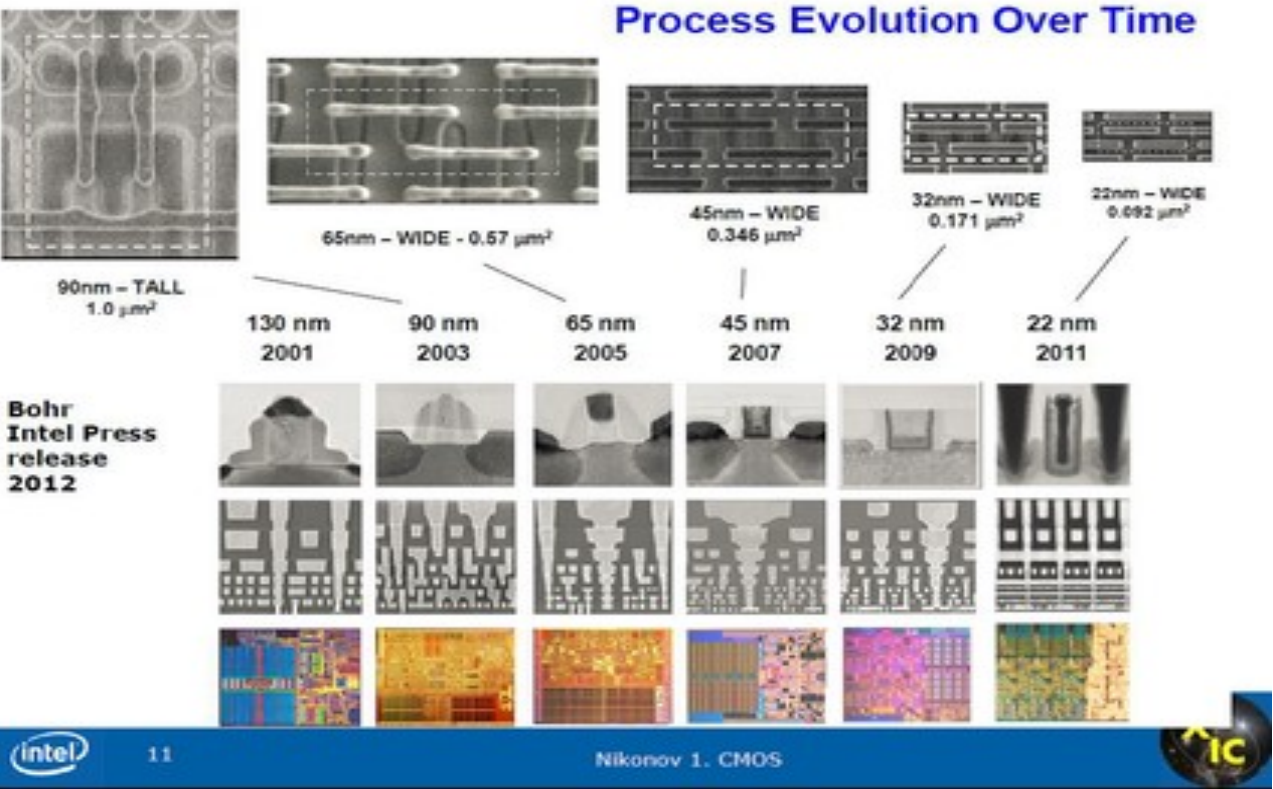 Process Evolution Over Time
90nm – TALL
1.0 µm²
65nm – WIDE - 0.57 µm²
45nm – WIDE
0.346 µm²
32nm – WIDE
0.171 µm²
22nm – WIDE
0.092 µm²
130 nm
2001
90 nm
2003
65 nm
2005
45 nm
2007
32 nm
2009
22 nm
2011
Bohr
Intel Press
release
2012
intel
11
Nikonov 1. CMOS
XIC